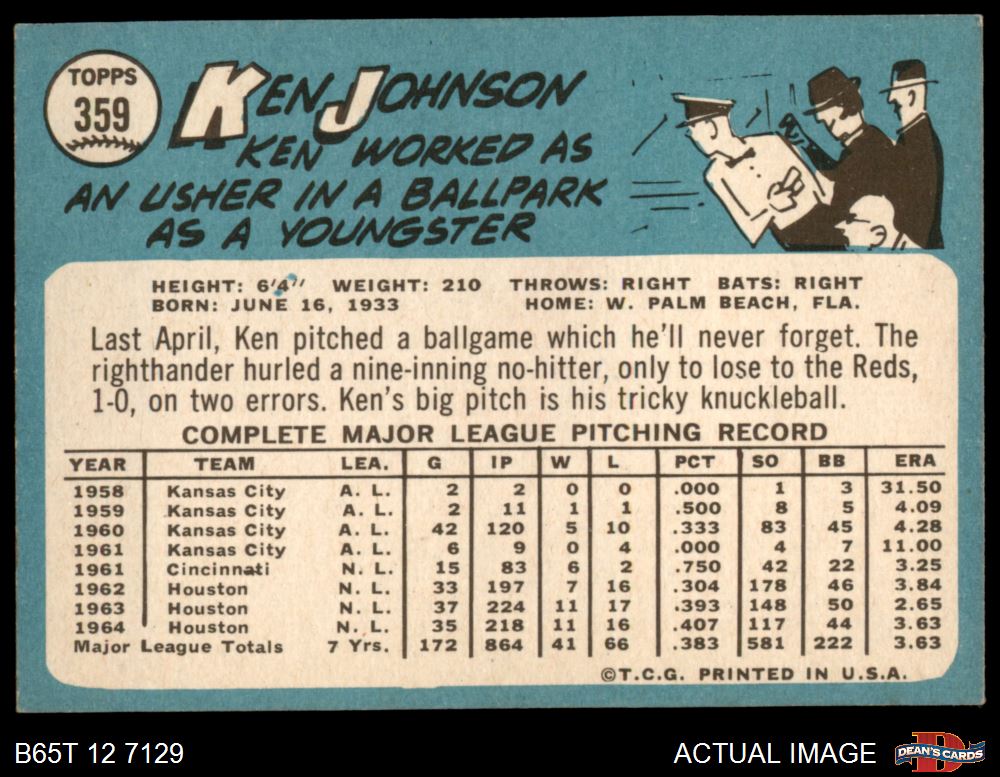 TOPPS
359
KEN JOHNSON
KEN WORKED AS
AN USHER IN A BALLPARK
AS A YOUNGSTER
HEIGHT: 6'4" WEIGHT: 210 THROWS: RIGHT BATS: RIGHT
BORN: JUNE 16, 1933 HOME: W. PALM BEACH, FLA.
Last April, Ken pitched a ballgame which he'll never forget. The
righthander hurled a nine-inning no-hitter, only to lose to the Reds,
1-0, on two errors. Ken's big pitch is his tricky knuckleball.
COMPLETE MAJOR LEAGUE PITCHING RECORD
YEAR TEAM LEA. G IP W L PCT SO BB ERA
1958 Kansas City A. L. 2 2 0 0 .000 1 3 31.50
1959 Kansas City A. L. 2 11 1 1 .500 8 5 4.09
1960 Kansas City A. L. 42 120 5 10 .333 83 45 4.28
1961 Kansas City A. L. 6 9 0 4 .000 4 7 11.00
1961 Cincinnati N. L. 15 83 6 2 .750 42 22 3.25
1962 Houston N. L. 33 197 7 16 .304 178 46 3.84
1963 Houston N. L. 37 224 11 17 .393 148 50 2.65
1964 Houston N. L. 35 218 11 16 .407 117 44 3.63
Major League Totals 7 Yrs. 172 864 41 66 .383 581 222 3.63
©T.C.G. PRINTED IN U.S.A.
B65T 12 7129 ACTUAL IMAGE
D
DEAN'S CARDS